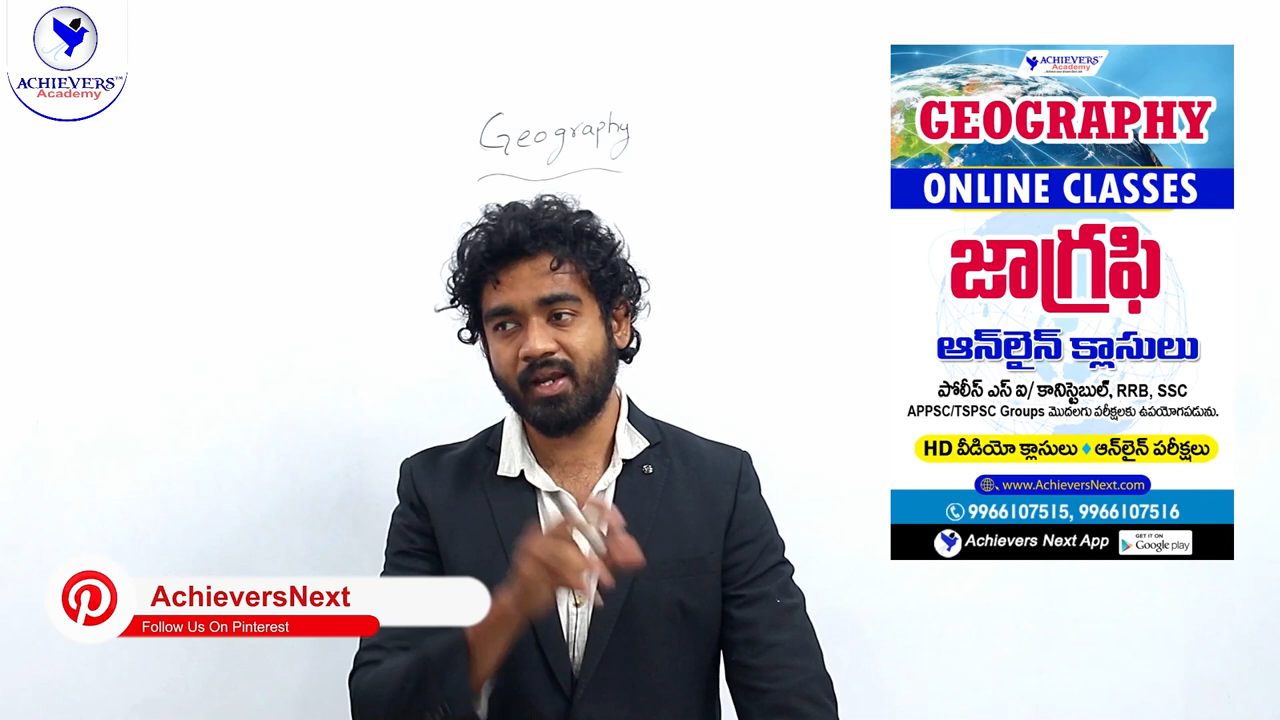 ACHIEVERS™
Academy
Geography
ACHIEVERS™
Academy
GEOGRAPHY
ONLINE CLASSES
జాగ్రఫి
ఆన్‌లైన్ క్లాసులు
పోలీస్ ఎస్ ఐ/ కానిస్టెబుల్, RRB, SSC
APPSC/TSPSC Groups మొదలగు పరీక్షలకు ఉపయోగపడును.
HD వీడియో క్లాసులు ♦ ఆన్‌లైన్ పరీక్షలు
www.AchieversNext.com
9966107515, 9966107516
Achievers Next App
GET IT ON
Google play
AchieversNext
Follow Us On Pinterest